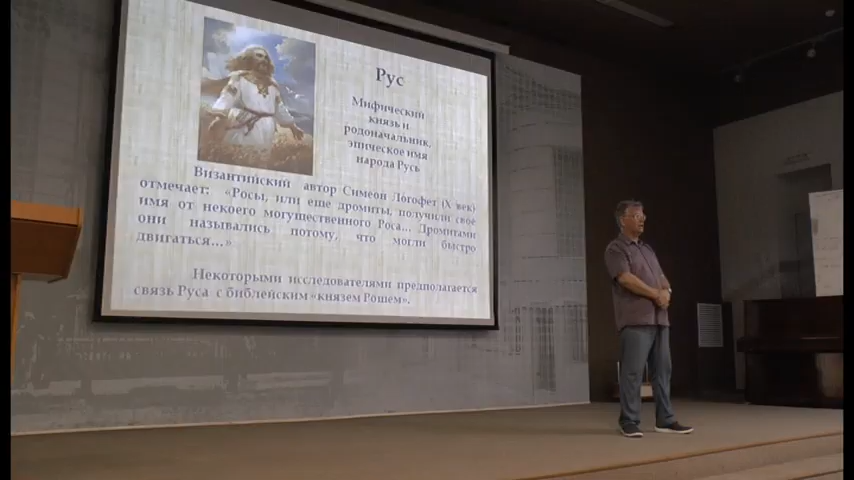 Рус
Мифический
князь и
родоначальник,
эпическое имя
народа Русь
Византийский автор Симеон Логофет (X век)
отмечает: «Росы, или еще дромиты, получили свое
имя от некоего могущественного Роса... Дромитами
они назывались потому, что могли быстро
двигаться...»
Некоторыми исследователями предполагается
связь Руса с библейским «князем Рошем».